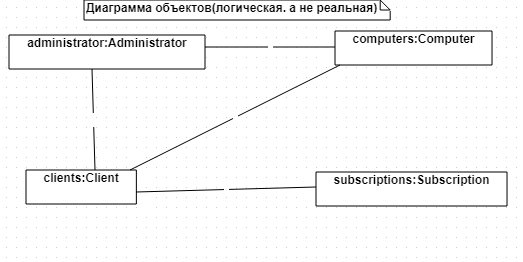 Диаграмма объектов(логическая. а не реальная)
administrator:Administrator
computers:Computer
clients:Client
subscriptions:Subscription